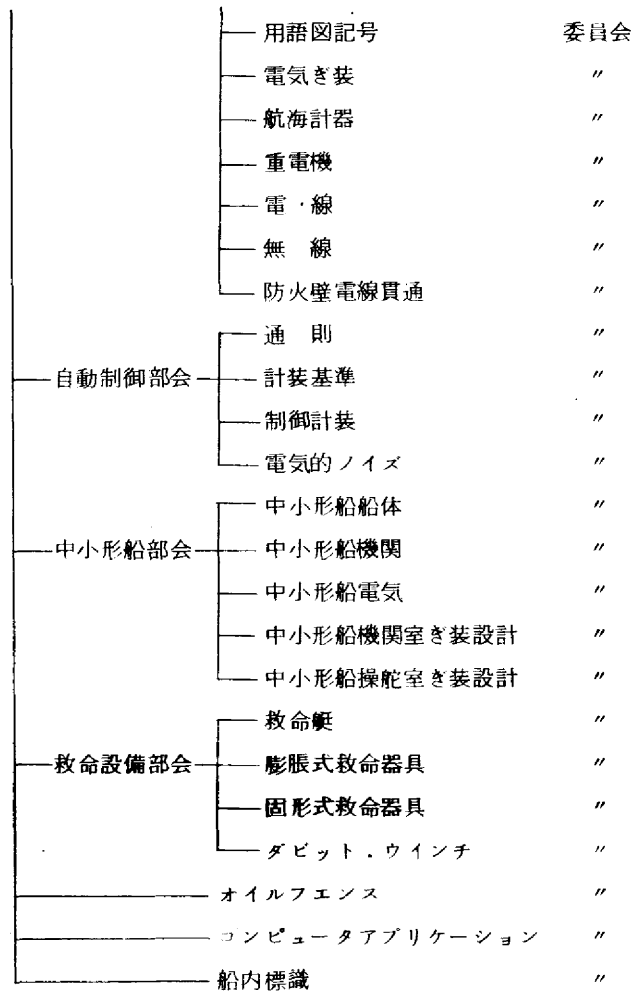 用語図記号 委員会
電気ぎ装 〃
航海計器 〃
重電機 〃
電・線 〃
無 線 〃
防火壁電線貫通 〃
通 則 〃
自動制御部会 計装基準 〃
制御計装 〃
電気的ノイズ 〃
中小形船船体 〃
中小形船部会 中小形船機関 〃
中小形船電気 〃
中小形船機関室ぎ装設計 〃
中小形船操舵室ぎ装設計 〃
救命艇 〃
救命設備部会 膨脹式救命器具 〃
固形式救命器具 〃
ダビット.ウインチ 〃
オイルフエンス 〃
コンピュータアプリケーション 〃
船内標識 〃